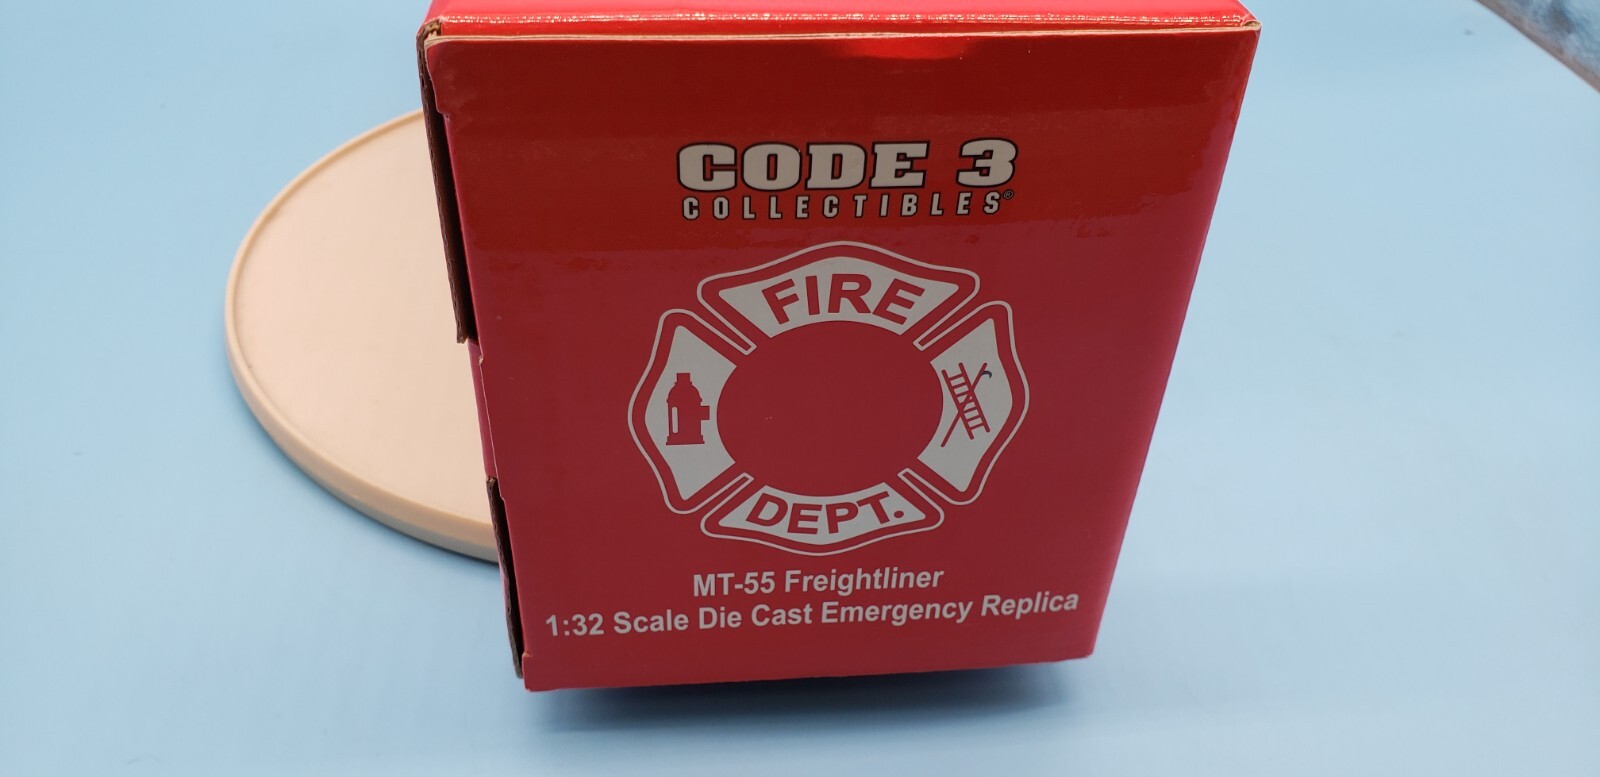 CODE 3
COLLECTIBLES®
FIRE
DEPT.
MT-55 Freightliner
1:32 Scale Die Cast Emergency Replica